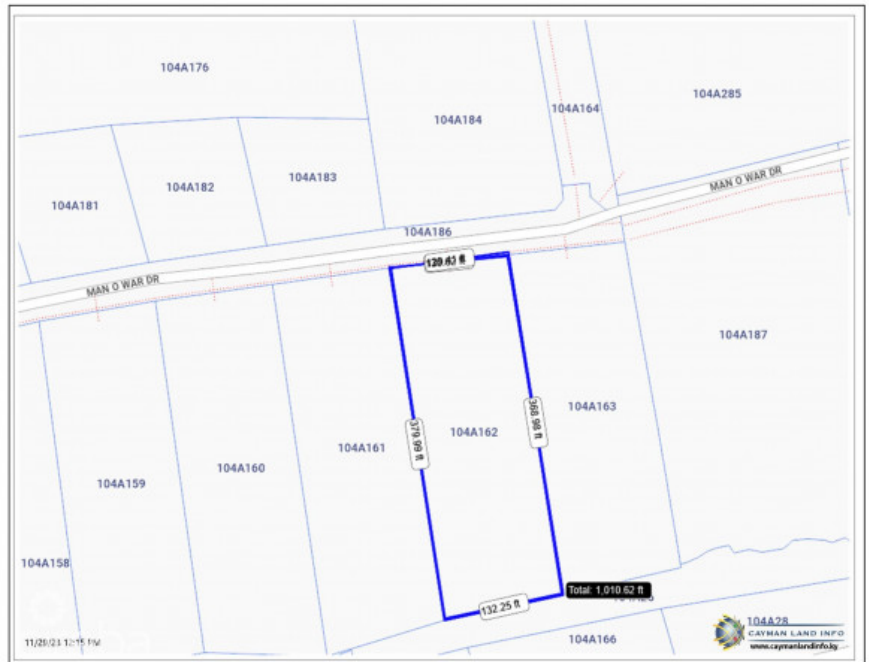 104A176
104A184
104A164
104A285
104A181
104A182
104A183
104A186
MAN O WAR DR
MAN O WAR DR
104A187
379.99 ft
368.98 ft
104A158
104A159
104A160
104A161
104A162
104A163
132.25 ft
Total: 1,010.62 ft
104A166
104A28
CAYMAN LAND INFO
www.caymanlandinfo.ky